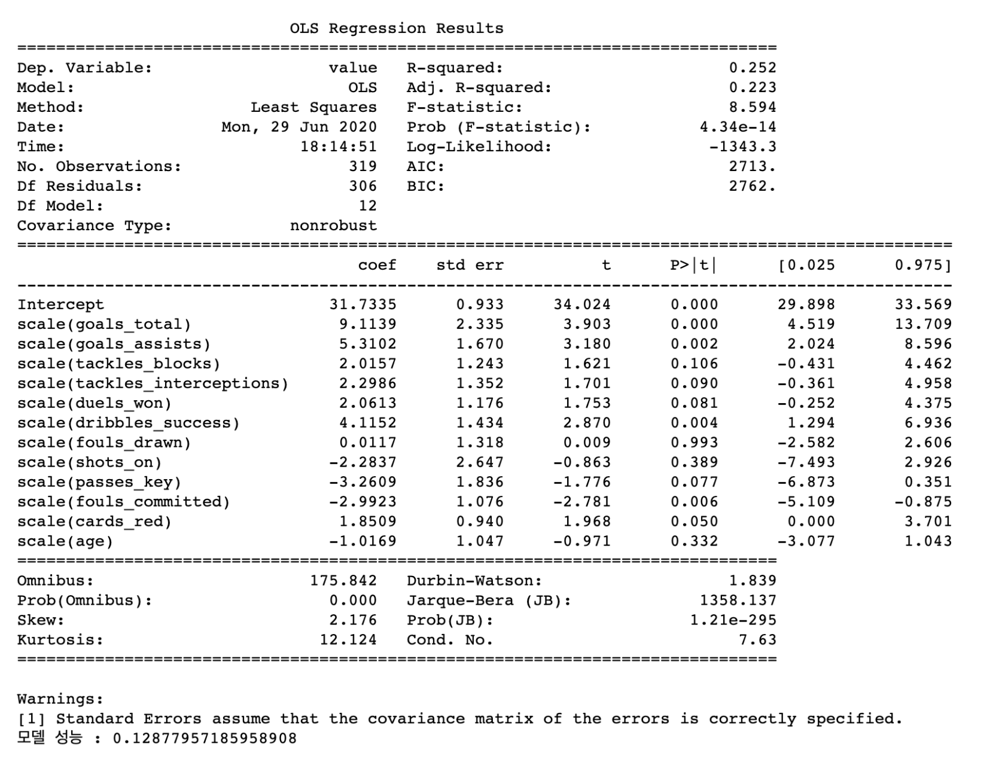 OLS Regression Results
==============================================================================
Dep. Variable: value R-squared: 0.252
Model: OLS Adj. R-squared: 0.223
Method: Least Squares F-statistic: 8.594
Date: Mon, 29 Jun 2020 Prob (F-statistic): 4.34e-14
Time: 18:14:51 Log-Likelihood: -1343.3
No. Observations: 319 AIC: 2713.
Df Residuals: 306 BIC: 2762.
Df Model: 12
Covariance Type: nonrobust
================================================================================================
coef std err t P>|t| [0.025 0.975]
------------------------------------------------------------------------------------------------
Intercept 31.7335 0.933 34.024 0.000 29.898 33.569
scale(goals_total) 9.1139 2.335 3.903 0.000 4.519 13.709
scale(goals_assists) 5.3102 1.670 3.180 0.002 2.024 8.596
scale(tackles_blocks) 2.0157 1.243 1.621 0.106 -0.431 4.462
scale(tackles_interceptions) 2.2986 1.352 1.701 0.090 -0.361 4.958
scale(duels_won) 2.0613 1.176 1.753 0.081 -0.252 4.375
scale(dribbles_success) 4.1152 1.434 2.870 0.004 1.294 6.936
scale(fouls_drawn) 0.0117 1.318 0.009 0.993 -2.582 2.606
scale(shots_on) -2.2837 2.647 -0.863 0.389 -7.493 2.926
scale(passes_key) -3.2609 1.836 -1.776 0.077 -6.873 0.351
scale(fouls_committed) -2.9923 1.076 -2.781 0.006 -5.109 -0.875
scale(cards_red) 1.8509 0.940 1.968 0.050 0.000 3.701
scale(age) -1.0169 1.047 -0.971 0.332 -3.077 1.043
==============================================================================
Omnibus: 175.842 Durbin-Watson: 1.839
Prob(Omnibus): 0.000 Jarque-Bera (JB): 1358.137
Skew: 2.176 Prob(JB): 1.21e-295
Kurtosis: 12.124 Cond. No. 7.63
==============================================================================
Warnings:
[1] Standard Errors assume that the covariance matrix of the errors is correctly specified.
모델 성능 : 0.12877957185958908